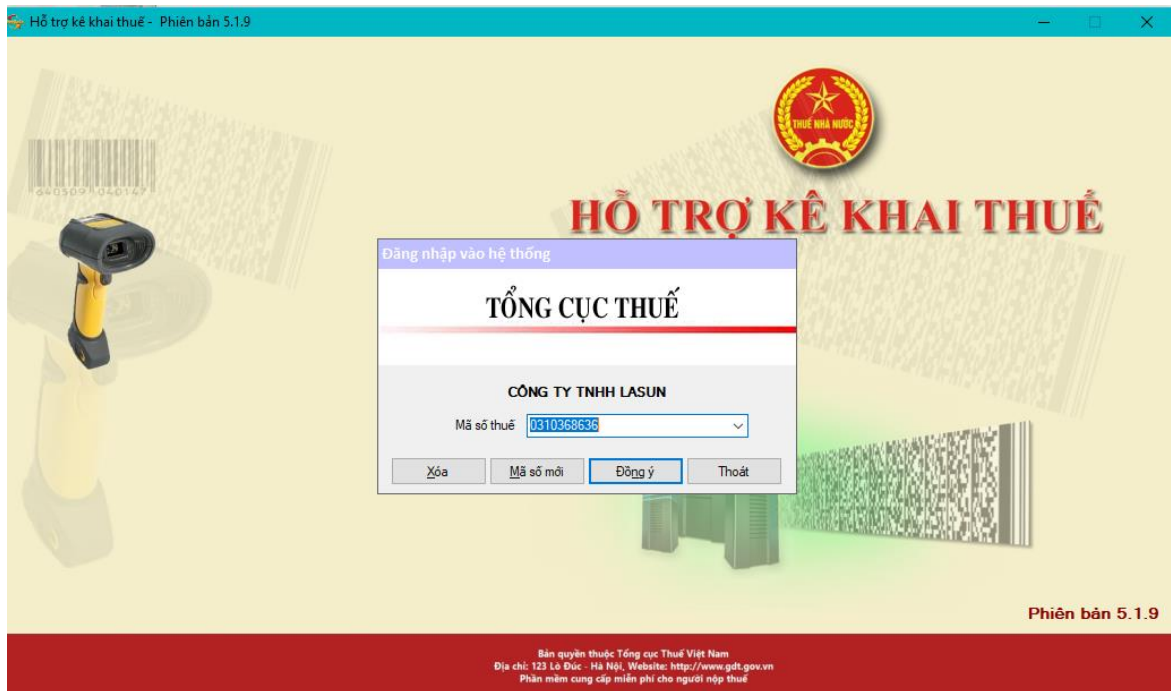 Hỗ trợ kê khai thuế - Phiên bản 5.1.9
THUẾ NHÀ NƯỚC
640509 040147
HỖ TRỢ KÊ KHAI THUẾ
Đăng nhập vào hệ thống
TỔNG CỤC THUẾ
CÔNG TY TNHH LASUN
Mã số thuế 0310368636
Xóa Mã số mới Đồng ý Thoát
Phiên bản 5.1.9
Bản quyền thuộc Tổng cục Thuế Việt Nam
Địa chỉ: 123 Lò Đúc - Hà Nội, Website: http://www.gdt.gov.vn
Phần mềm cung cấp miễn phí cho người nộp thuế